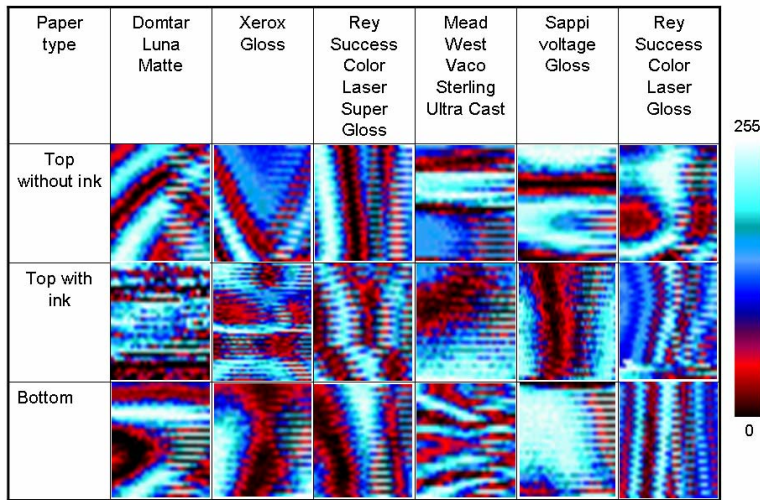 Paper
type
Domtar
Luna
Matte
Xerox
Gloss
Rey
Success
Color
Laser
Super
Gloss
Mead
West
Vaco
Sterling
Ultra Cast
Sappi
voltage
Gloss
Rey
Success
Color
Laser
Gloss
Top
without ink
Top with
ink
Bottom
255
0